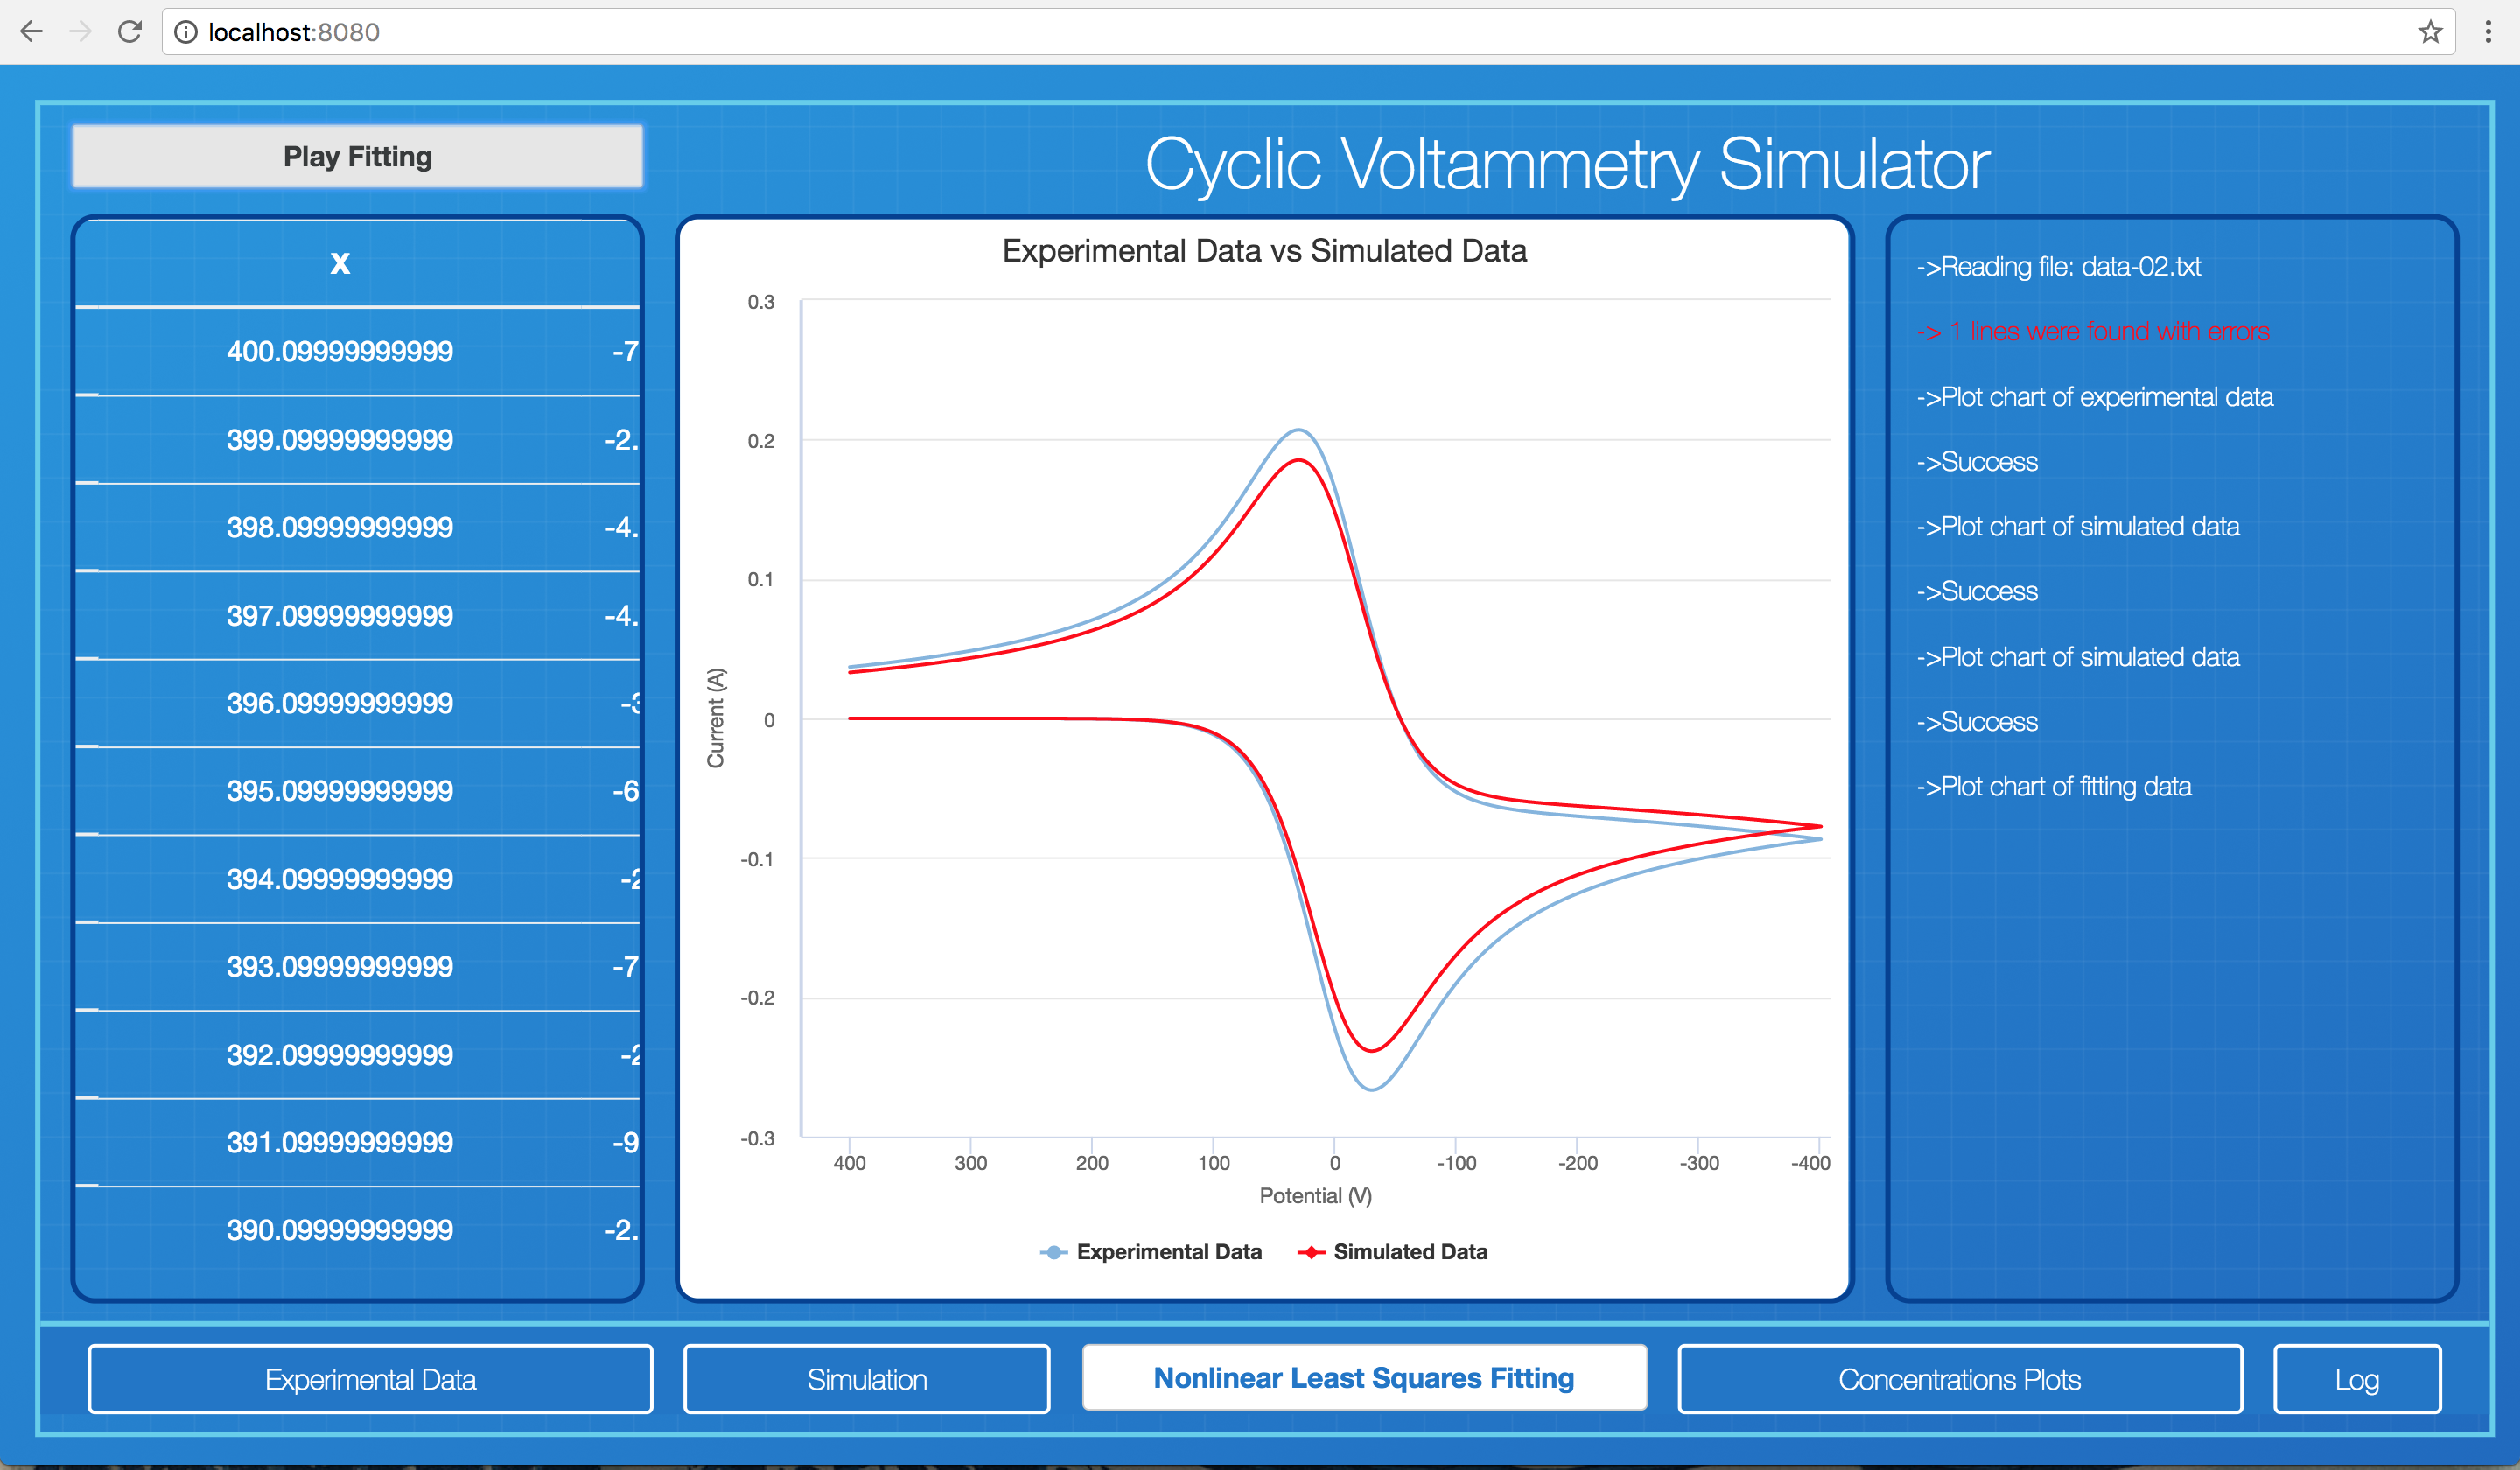 localhost:8080
Play Fitting
Cyclic Voltammetry Simulator
x
400.09999999999 -7
399.09999999999 -2.
398.09999999999 -4.
397.09999999999 -4.
396.09999999999 -3
395.09999999999 -6
394.09999999999 -2
393.09999999999 -7
392.09999999999 -2
391.09999999999 -9
390.09999999999 -2.
Experimental Data vs Simulated Data
0.3
0.2
0.1
0
-0.1
-0.2
-0.3
Current (A)
400 300 200 100 0 -100 -200 -300 -400
Potential (V)
Experimental Data Simulated Data
->Reading file: data-02.txt
-> 1 lines were found with errors
->Plot chart of experimental data
->Success
->Plot chart of simulated data
->Success
->Plot chart of simulated data
->Success
->Plot chart of fitting data
Experimental Data Simulation Nonlinear Least Squares Fitting Concentrations Plots Log